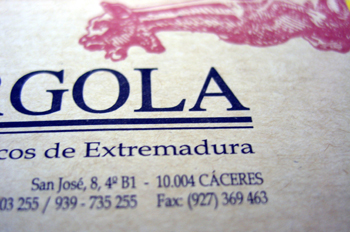 RGOLA
cos de Extremadura
San José, 8, 4º B1 - 10.004 CÁCERES
03 255 / 939 - 735 255 Fax: (927) 369 463